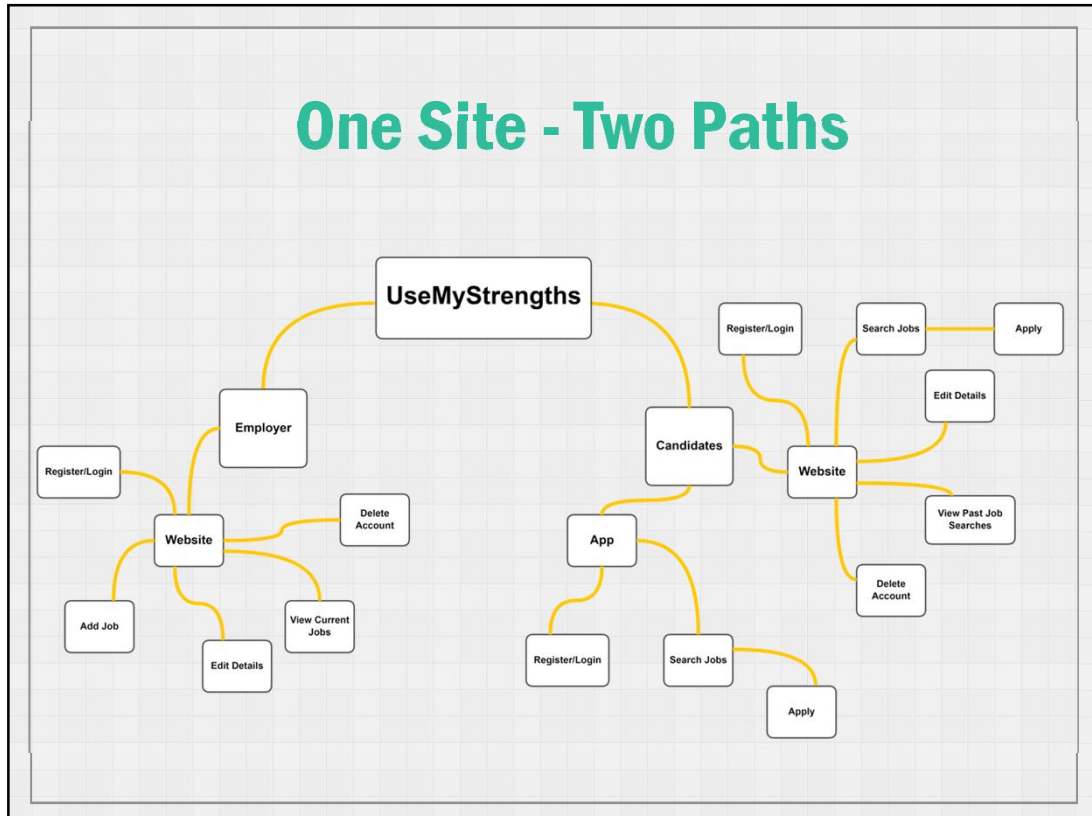 One Site - Two Paths
UseMyStrengths
Employer
Register/Login
Website
Delete
Account
Add Job
Edit Details
View Current
Jobs
Candidates
App
Register/Login
Search Jobs
Apply
Website
Register/Login
Search Jobs
Apply
Edit Details
View Past Job
Searches
Delete
Account